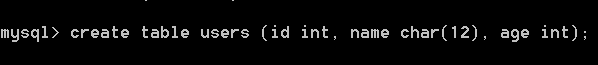 mysql> create table users (id int, name char(12), age int);